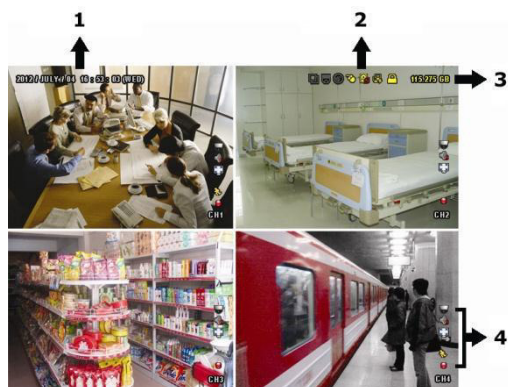 1
2
2012 / JULY / 04 16 : 53 : 03 (WED)
115.275 GB
3
CH1
CH2
CH3
CH4
4